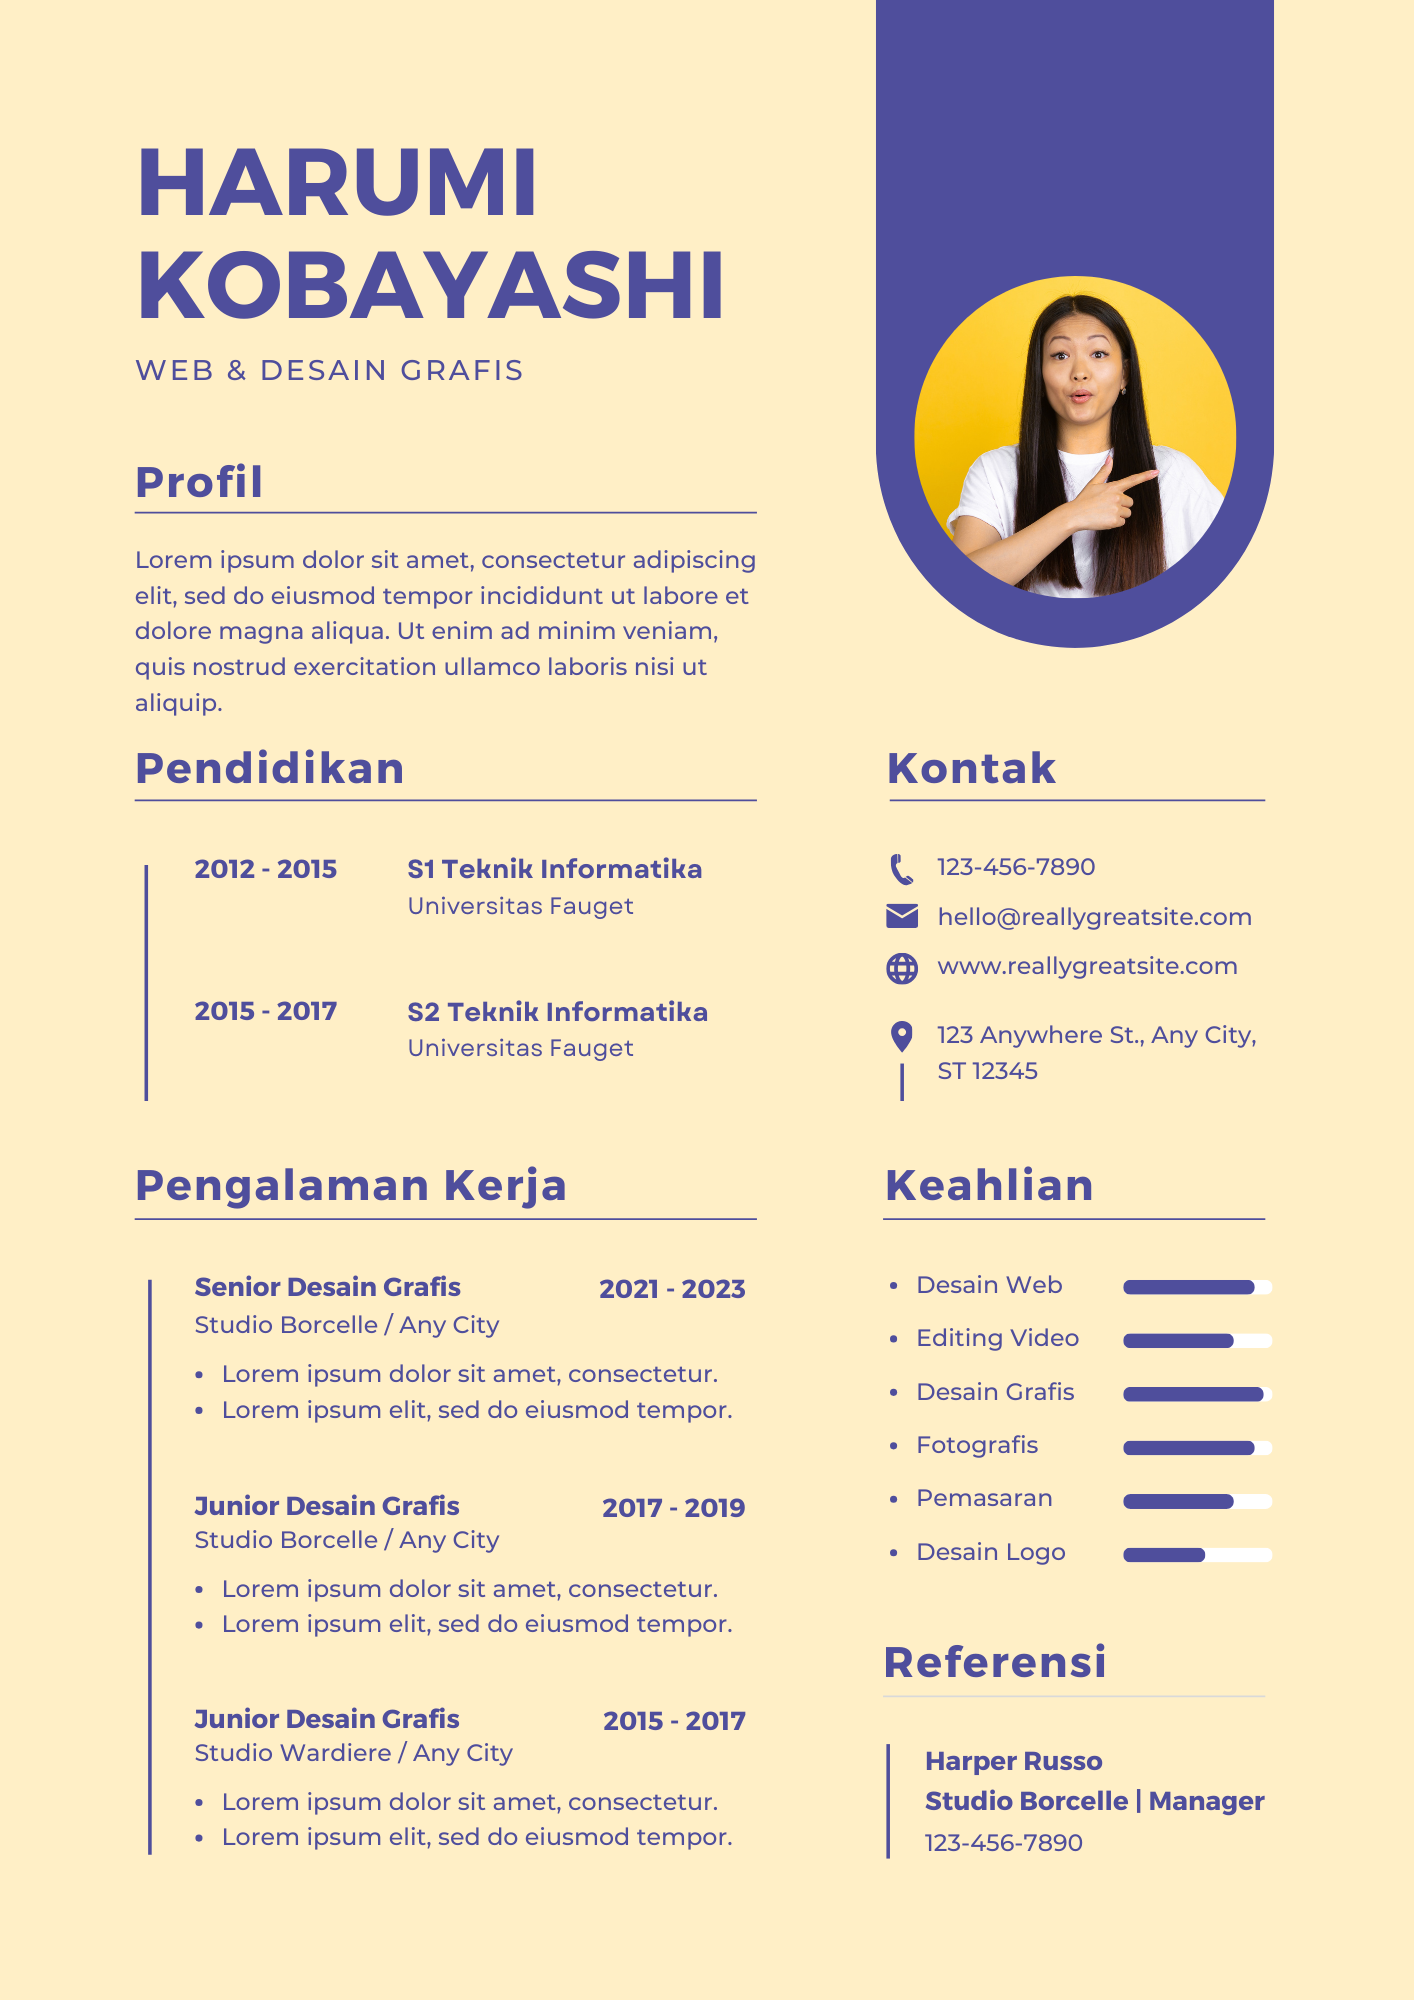 HARUMI
KOBAYASHI
WEB & DESAIN GRAFIS
Profil
Lorem ipsum dolor sit amet, consectetur adipiscing
elit, sed do eiusmod tempor incididunt ut labore et
dolore magna aliqua. Ut enim ad minim veniam,
quis nostrud exercitation ullamco laboris nisi ut
aliquip.
Pendidikan
2012 - 2015 S1 Teknik Informatika
Universitas Fauget
2015 - 2017 S2 Teknik Informatika
Universitas Fauget
Pengalaman Kerja
Senior Desain Grafis 2021 - 2023
Studio Borcelle / Any City
• Lorem ipsum dolor sit amet, consectetur.
• Lorem ipsum elit, sed do eiusmod tempor.
Junior Desain Grafis 2017 - 2019
Studio Borcelle / Any City
• Lorem ipsum dolor sit amet, consectetur.
• Lorem ipsum elit, sed do eiusmod tempor.
Junior Desain Grafis 2015 - 2017
Studio Wardiere / Any City
• Lorem ipsum dolor sit amet, consectetur.
• Lorem ipsum elit, sed do eiusmod tempor.
Kontak
123-456-7890
hello@reallygreatsite.com
www.reallygreatsite.com
123 Anywhere St., Any City,
ST 12345
Keahlian
• Desain Web
• Editing Video
• Desain Grafis
• Fotografis
• Pemasaran
• Desain Logo
Referensi
Harper Russo
Studio Borcelle | Manager
123-456-7890